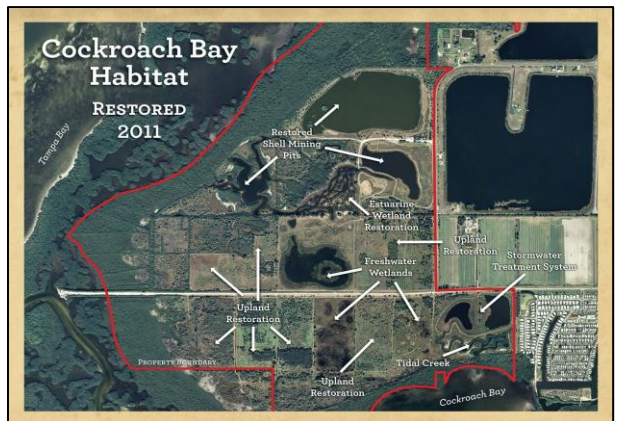 Cockroach Bay
Habitat
RESTORED
2011
Tampa Bay
Restored
Shell Mining
Pits
Estuarine
Wetland
Restoration
Upland
Restoration
Stormwater
Treatment System
Freshwater
Wetlands
Upland
Restoration
PROPERTY BOUNDARY
Tidal Creek
Upland
Restoration
Cockroach Bay